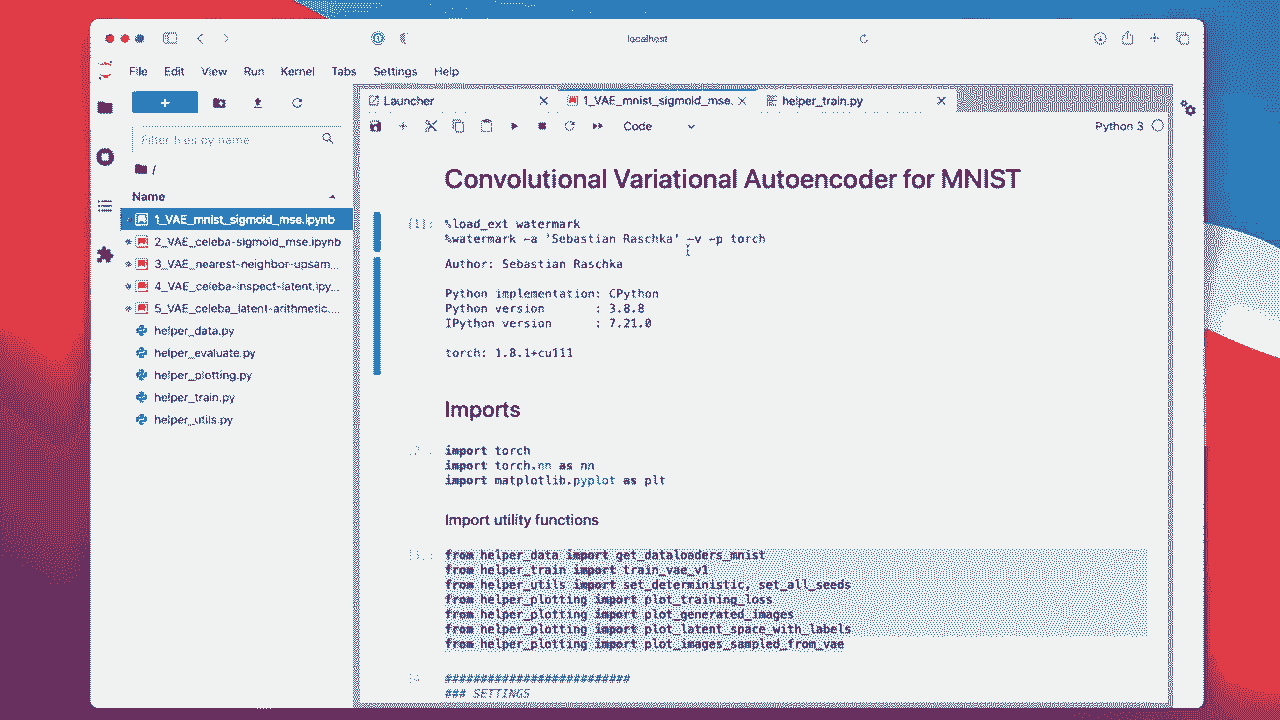 localhost
File Edit View Run Kernel Tabs Settings Help
Launcher
1_VAE_mnist_sigmoid_mse.
helper_train.py
Code
Python 3
Filter files by name
/
Name
1_VAE_mnist_sigmoid_mse.ipynb
2_VAE_celeba-sigmoid_mse.ipynb
3_VAE_nearest-neighbor-upsam...
4_VAE_celeba-inspect-latent.ipy...
5_VAE_celeba_latent-arithmetic....
helper_data.py
helper_evaluate.py
helper_plotting.py
helper_train.py
helper_utils.py
Convolutional Variational Autoencoder for MNIST
[1]: %load_ext watermark
%watermark -a 'Sebastian Raschka' -v -p torch
Author: Sebastian Raschka
Python implementation: CPython
Python version : 3.8.8
IPython version : 7.21.0
torch: 1.8.1+cu111
Imports
import torch
import torch.nn as nn
import matplotlib.pyplot as plt
Import utility functions
from helper_data import get_dataloaders_mnist
from helper_train import train_vae_v1
from helper_utils import set_deterministic, set_all_seeds
from helper_plotting import plot_training_loss
from helper_plotting import plot_generated_images
from helper_plotting import plot_latent_space_with_labels
from helper_plotting import plot_images_sampled_from_vae
##########################
### SETTINGS